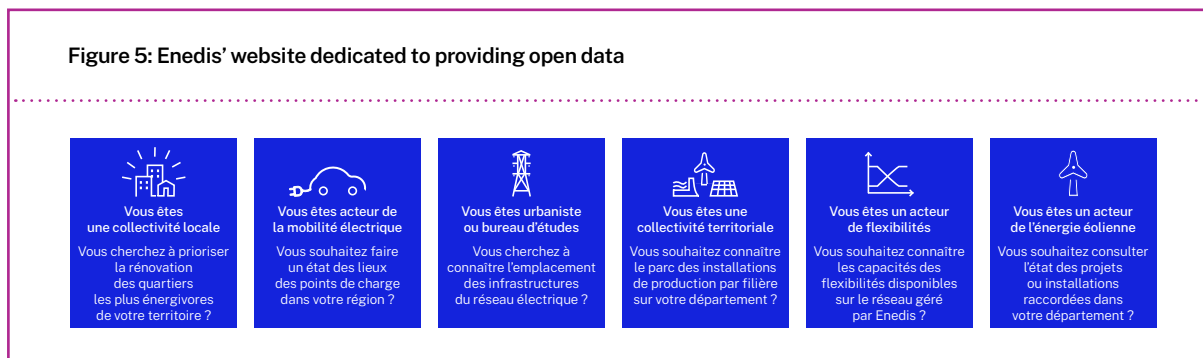 Figure 5: Enedis’ website dedicated to providing open data
Vous êtes
une collectivité locale
Vous cherchez à prioriser
la rénovation
des quartiers
les plus énergivores
de votre territoire ?
Vous êtes acteur de
la mobilité électrique
Vous souhaitez faire
un état des lieux
des points de charge
dans votre région ?
Vous êtes urbaniste
ou bureau d'études
Vous cherchez à
connaître l'emplacement
des infrastructures
du réseau électrique ?
Vous êtes une
collectivité territoriale
Vous souhaitez connaître
le parc des installations
de production par filière
sur votre département ?
Vous êtes un acteur
de flexibilités
Vous souhaitez connaître
les capacités des
flexibilités disponibles
sur le réseau géré
par Enedis ?
Vous êtes un acteur
de l'énergie éolienne
Vous souhaitez consulter
l'état des projets
ou installations
raccordées dans
votre département ?